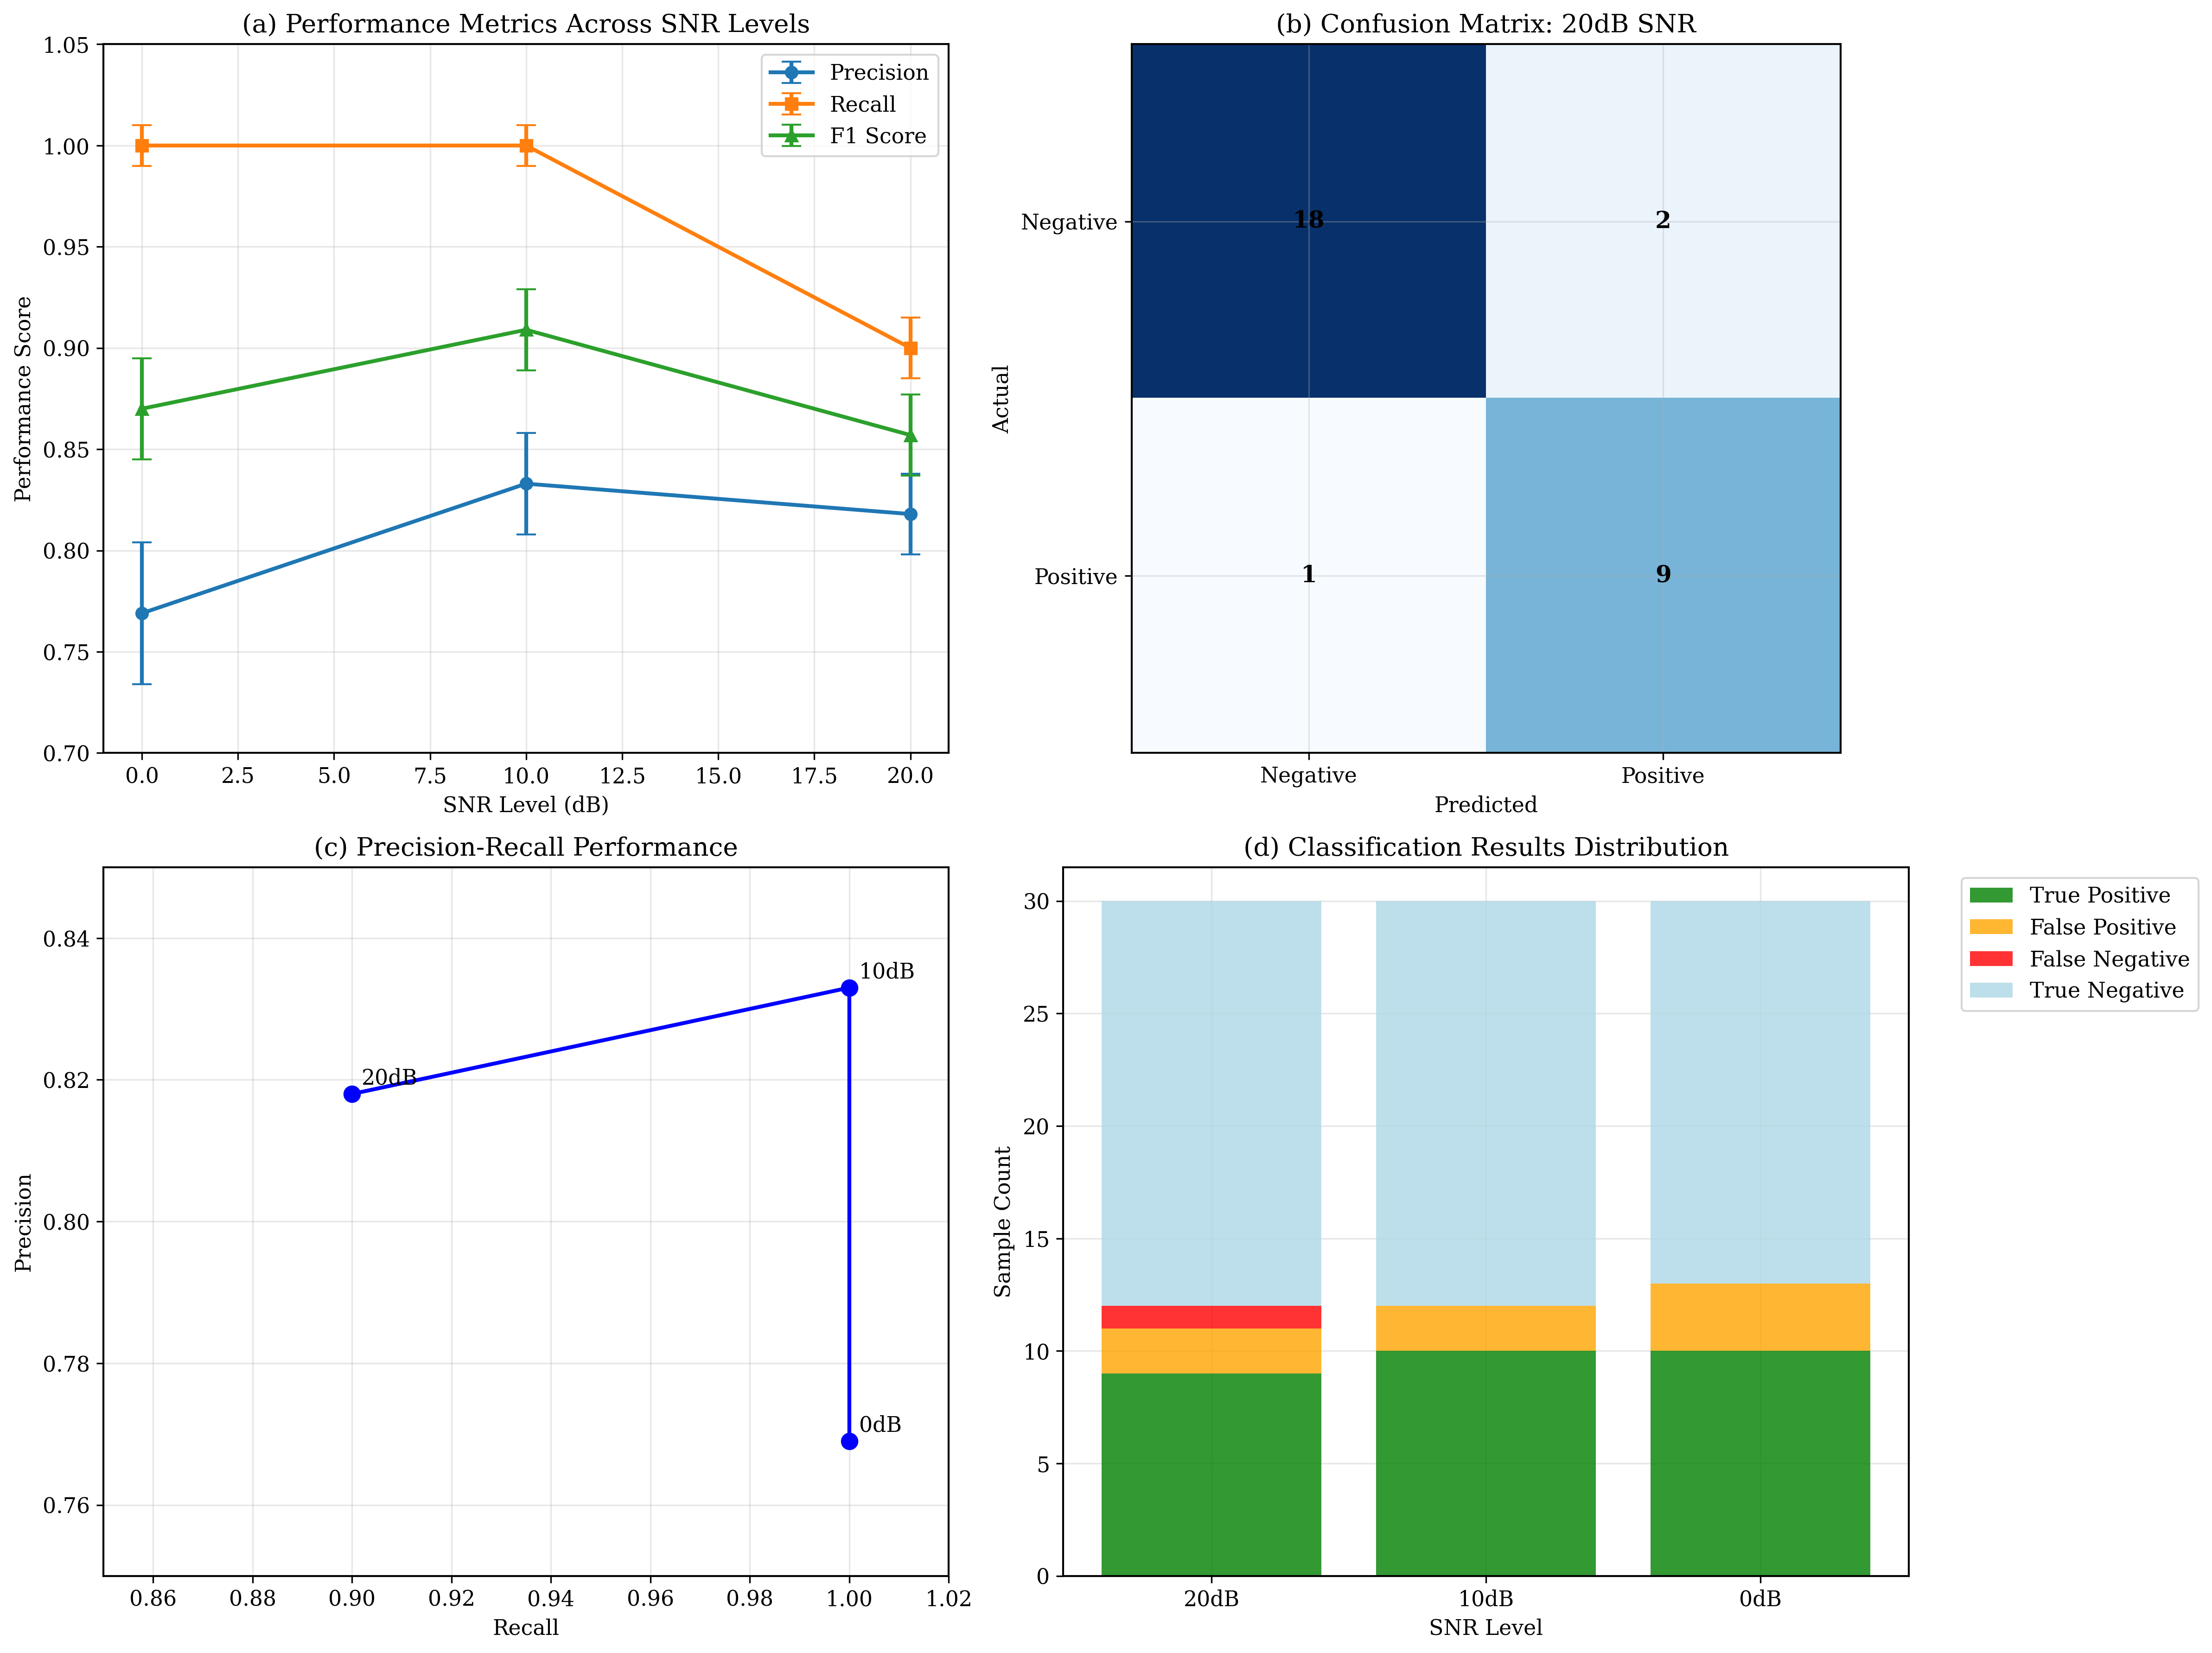 (a) Performance Metrics Across SNR Levels
1.05
1.00
0.95
0.90
0.85
0.80
0.75
0.70
Performance Score
Precision
Recall
F1 Score
0.0 2.5 5.0 7.5 10.0 12.5 15.0 17.5 20.0
SNR Level (dB)
(b) Confusion Matrix: 20dB SNR
Actual
Negative
Positive
18 2
1 9
Negative Positive
Predicted
(c) Precision-Recall Performance
0.84
0.82
0.80
0.78
0.76
Precision
10dB
20dB
0dB
0.86 0.88 0.90 0.92 0.94 0.96 0.98 1.00 1.02
Recall
(d) Classification Results Distribution
30
25
20
15
10
5
0
Sample Count
20dB 10dB 0dB
SNR Level
True Positive
False Positive
False Negative
True Negative